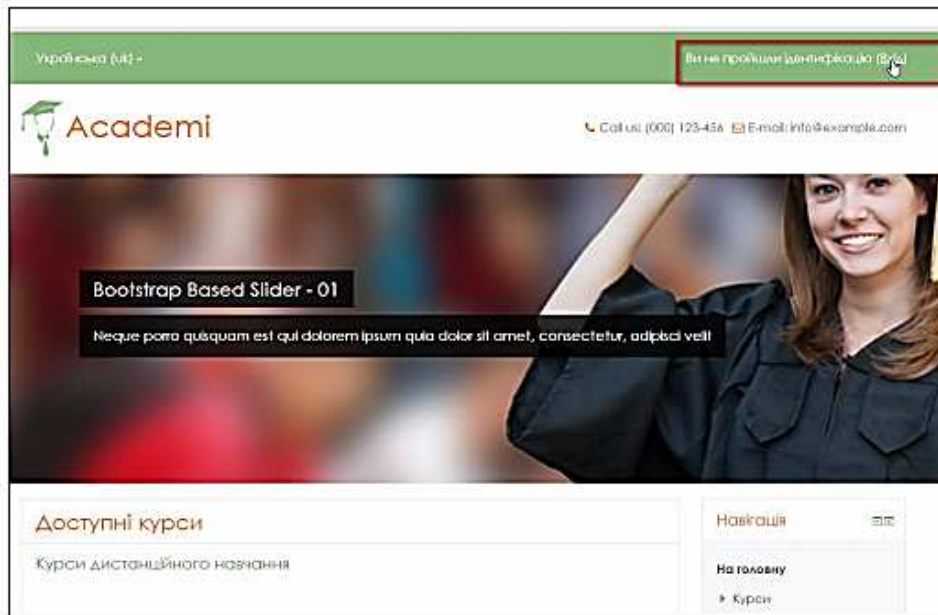 Українська (uk)
Ви не пройшли ідентифікацію (Вхід)
Academi
Call us: (000) 123-456 E-mail: info@example.com
Bootstrap Based Slider - 01
Neque porro quisquam est qui dolorem ipsum quia dolor sit amet, consectetur, adipisci velit
Доступні курси
Навігація
Курси дистанційного навчання
На головну
Курси